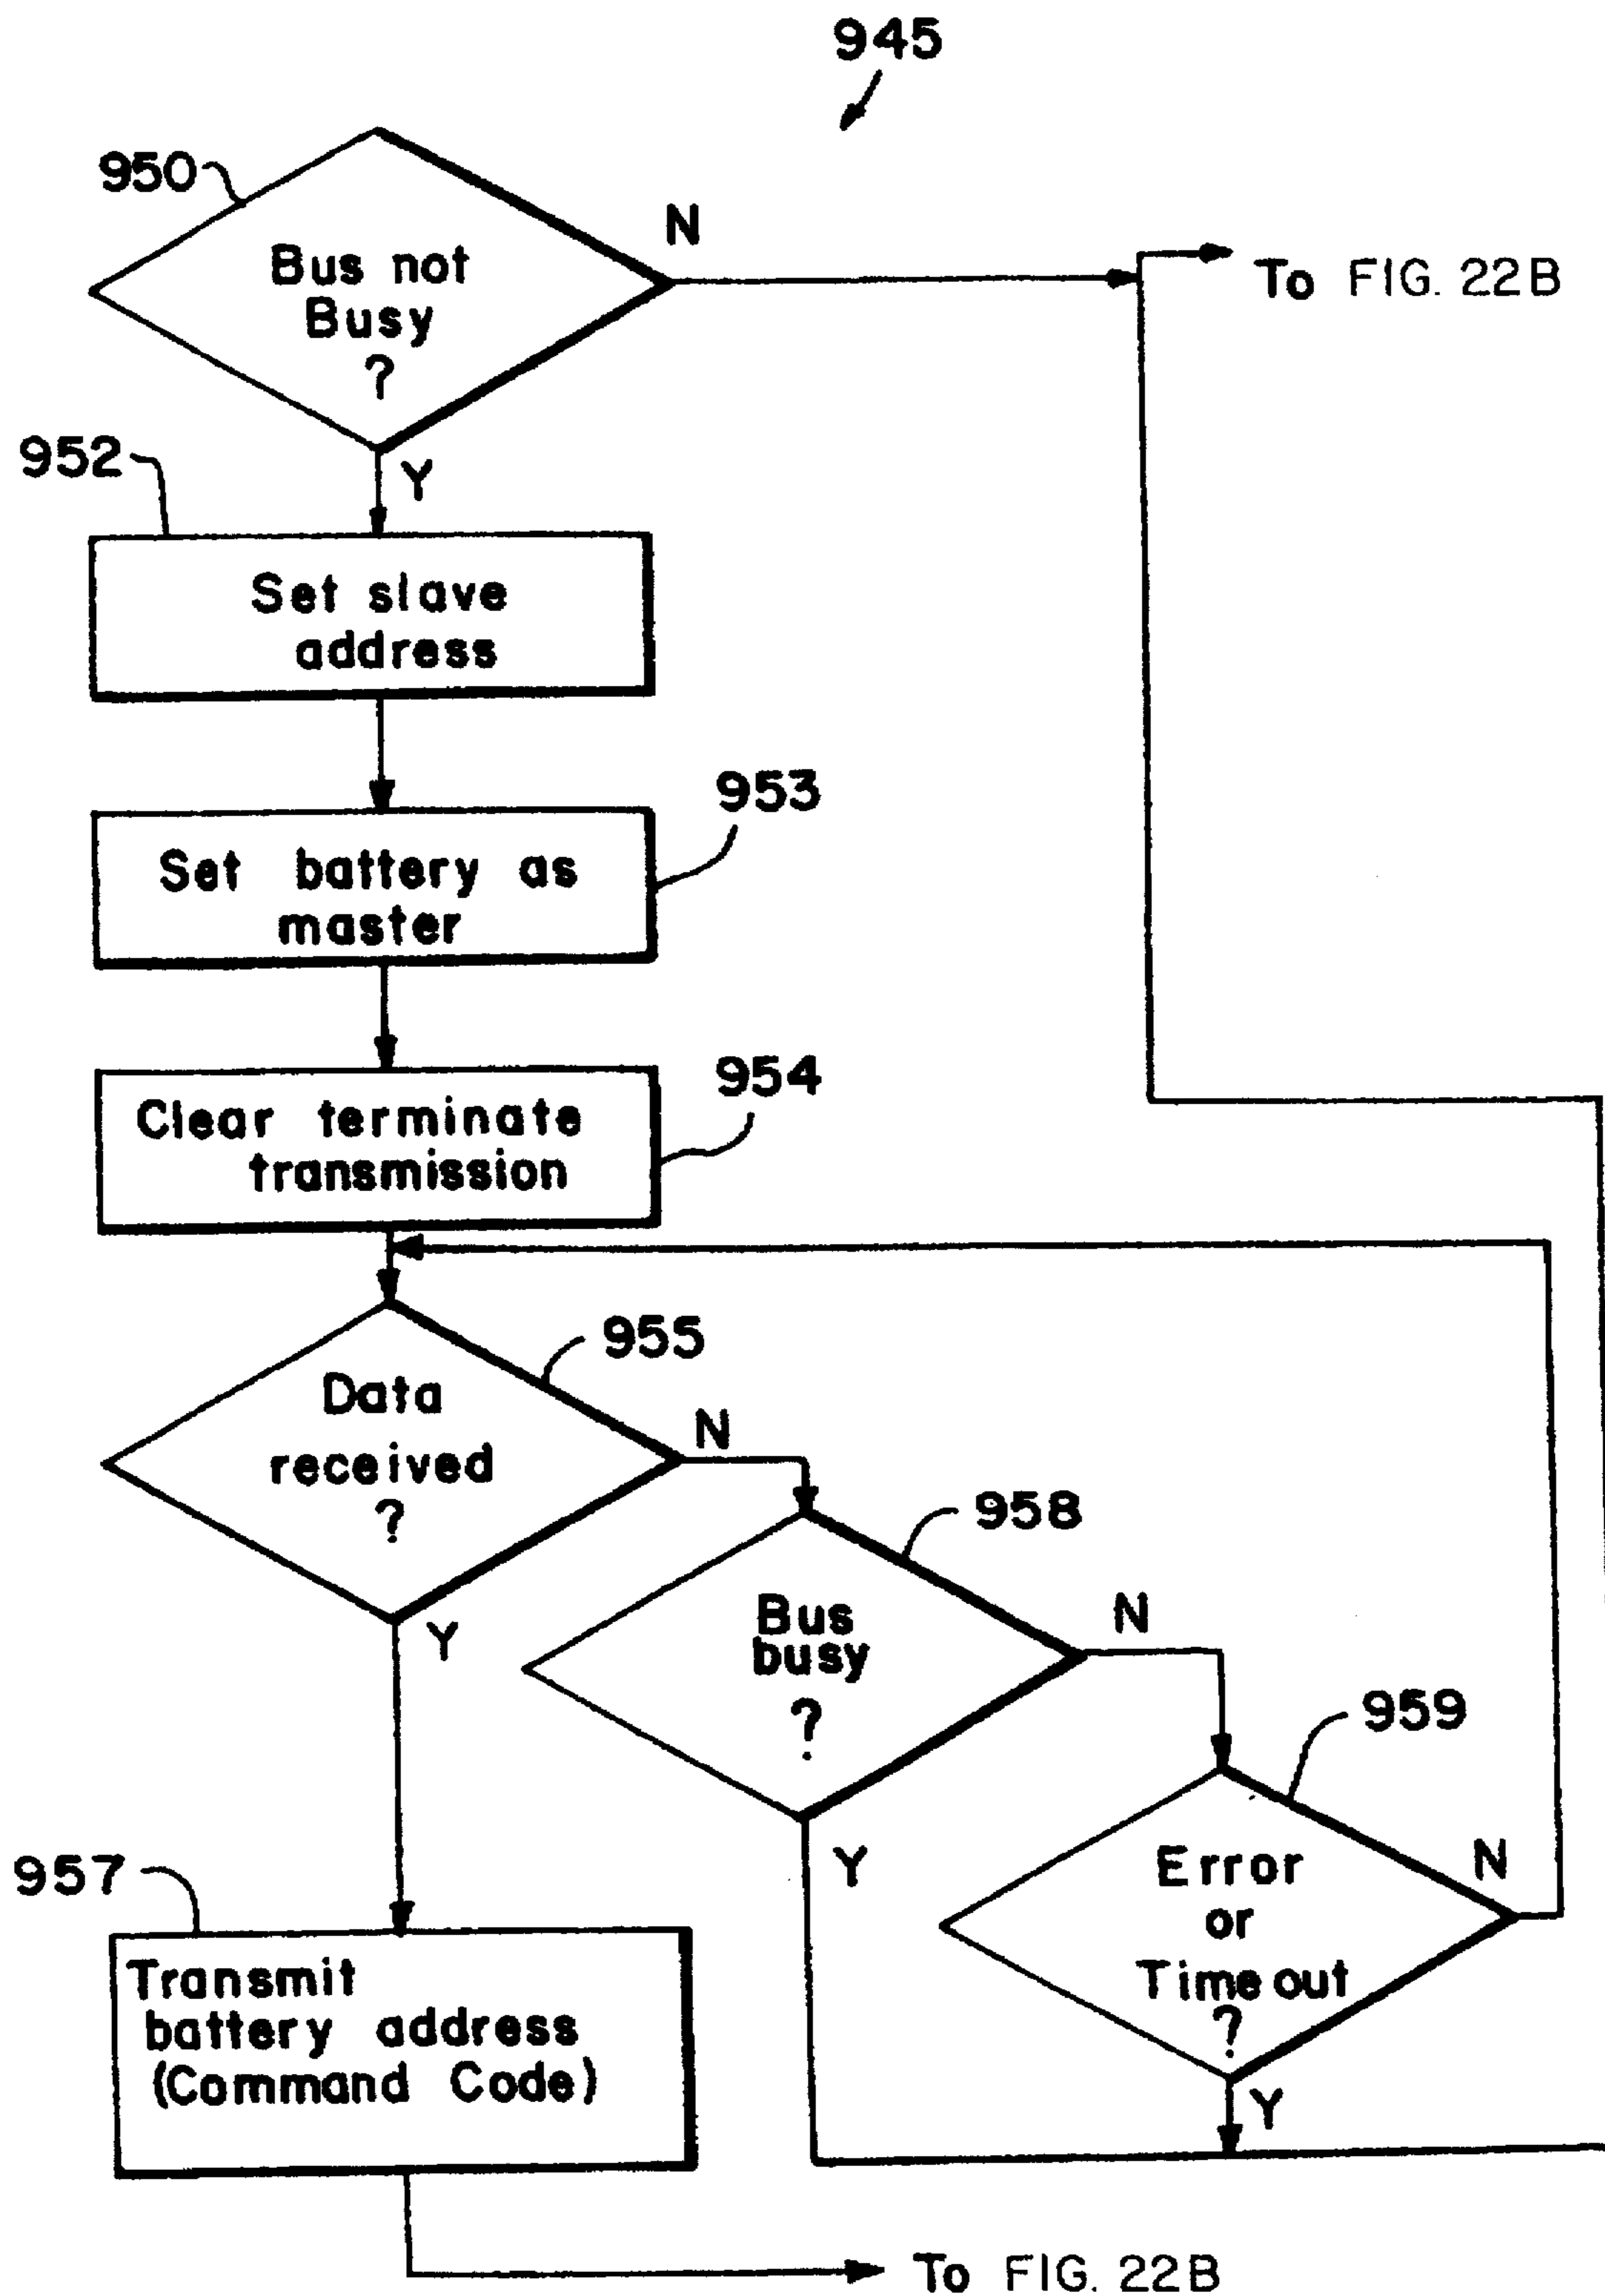 945
950
N
Bus not
Busy
?
To FIG. 22B
952
Y
Set slave
address
953
Set battery as
master
954
Clear terminate
transmission
955
Data
received
?
N
Y
958
Bus
busy
?
N
Y
959
Error
or
Time out
?
N
Y
957
Transmit
battery address
(Command Code)
To FIG. 22B